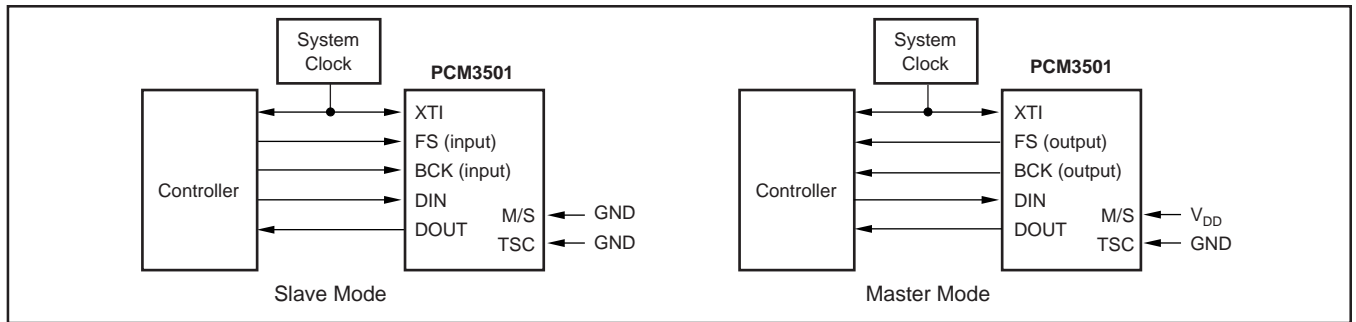 System
Clock
PCM3501
Controller
XTI
FS (input)
BCK (input)
DIN
DOUT
M/S
TSC
GND
GND
Slave Mode
System
Clock
PCM3501
Controller
XTI
FS (output)
BCK (output)
DIN
DOUT
M/S
TSC
VDD
GND
Master Mode